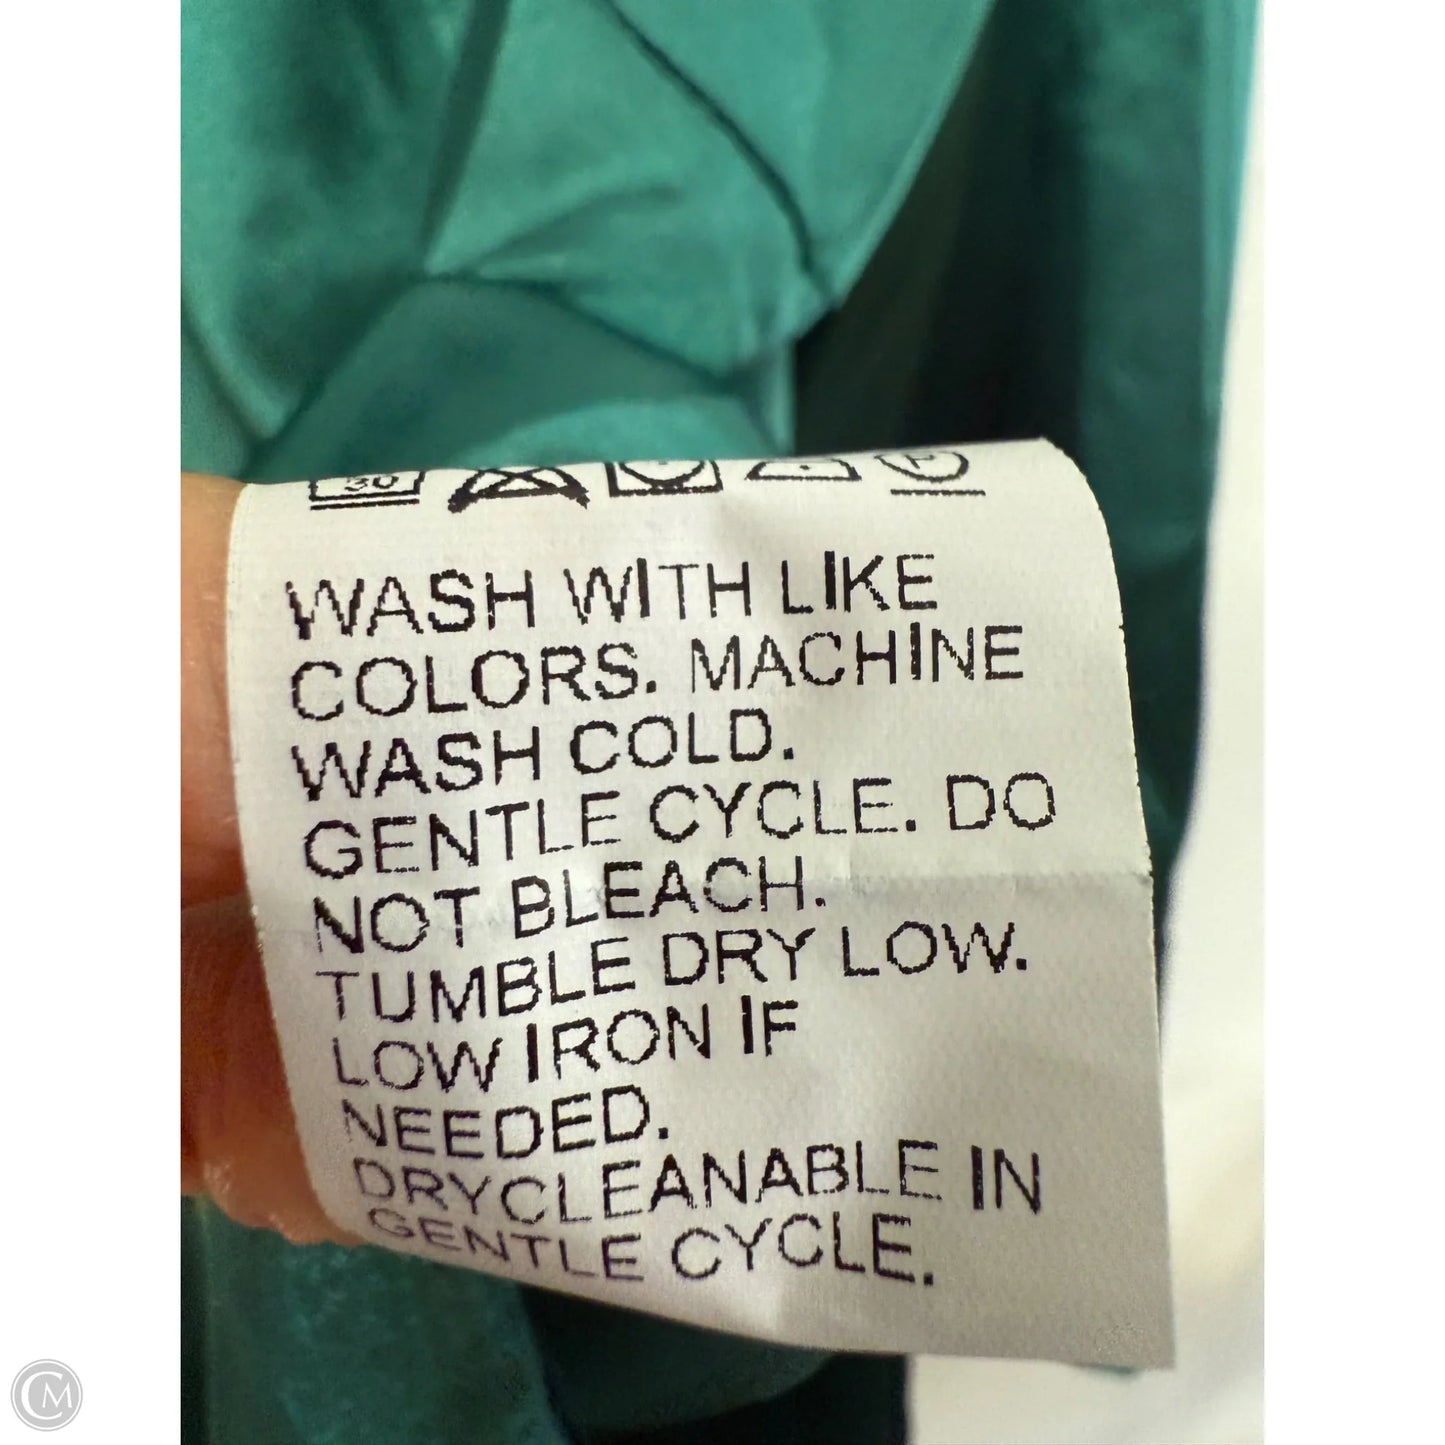 30 P
WASH WITH LIKE
COLORS. MACHINE
WASH COLD.
GENTLE CYCLE. DO
NOT BLEACH.
TUMBLE DRY LOW.
LOW IRON IF
NEEDED.
DRYCLEANABLE IN
GENTLE CYCLE.
CM